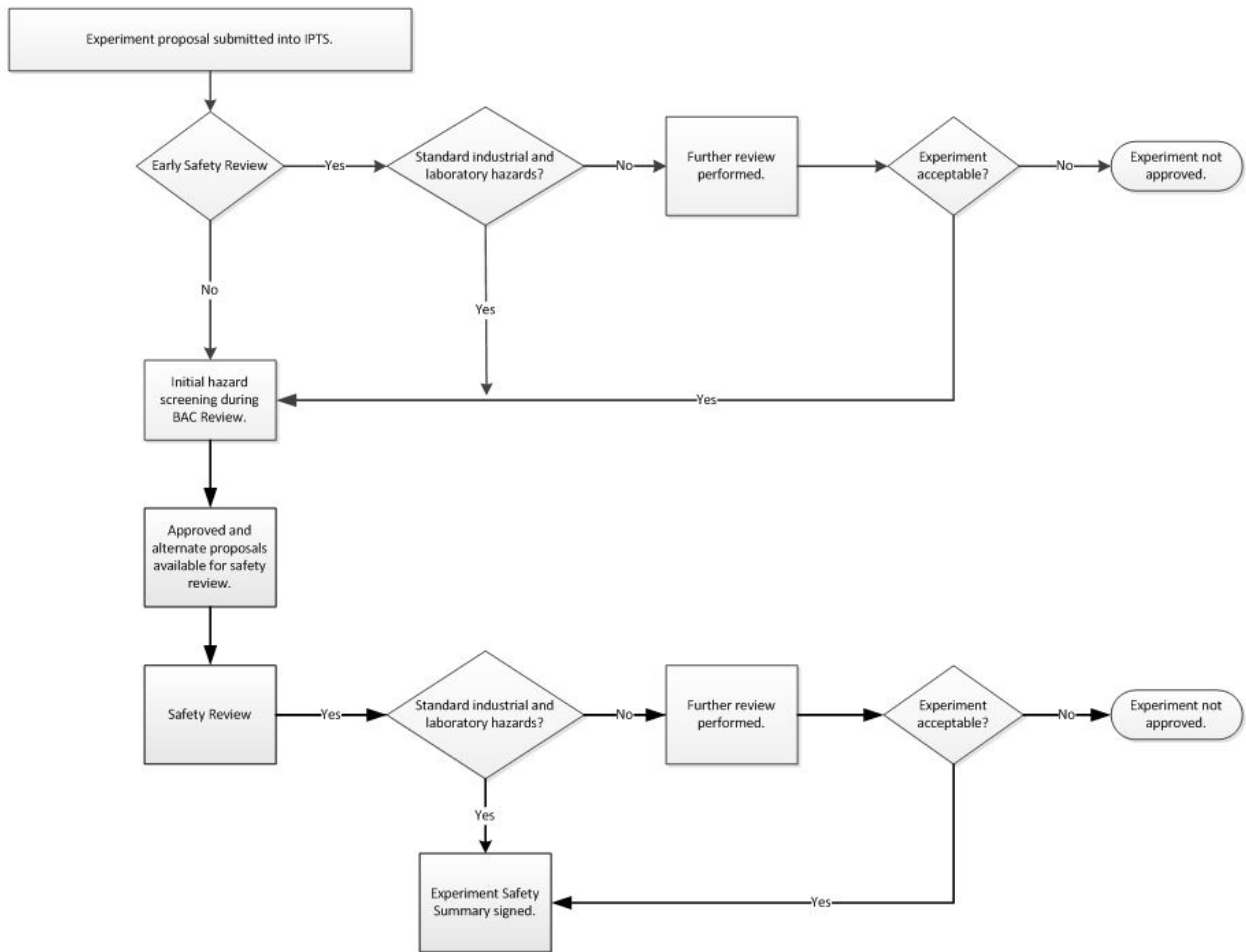 Experiment proposal submitted into IPTS.
Early Safety Review
Yes
Standard industrial and
laboratory hazards?
No
Further review
performed.
Experiment
acceptable?
No
Experiment not
approved.
No
Yes
Initial hazard
screening during
BAC Review.
Yes
Approved and
alternate proposals
available for safety
review.
Safety Review
Yes
Standard industrial and
laboratory hazards?
No
Further review
performed.
Experiment
acceptable?
No
Experiment not
approved.
Yes
Experiment Safety
Summary signed.
Yes